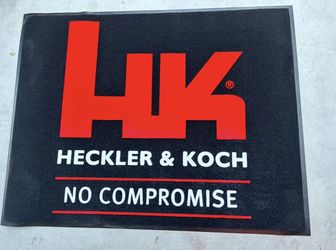 HK®
HECKLER & KOCH
NO COMPROMISE